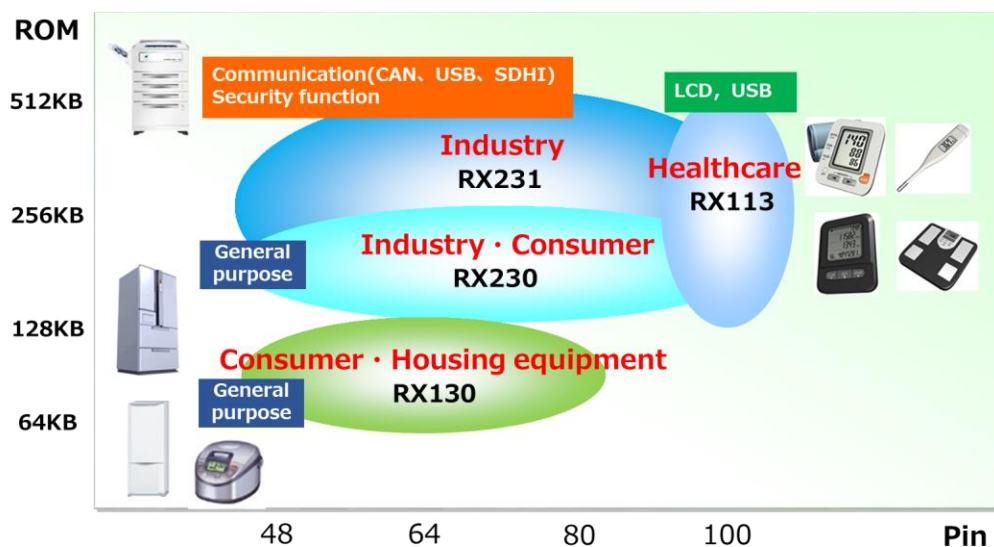 ROM
512KB
256KB
128KB
64KB
Communication(CAN、USB、SDHI)
Security function
LCD，USB
Industry
RX231
Healthcare
RX113
General
purpose
Industry・Consumer
RX230
Consumer・Housing equipment
RX130
General
purpose
48
64
80
100
Pin